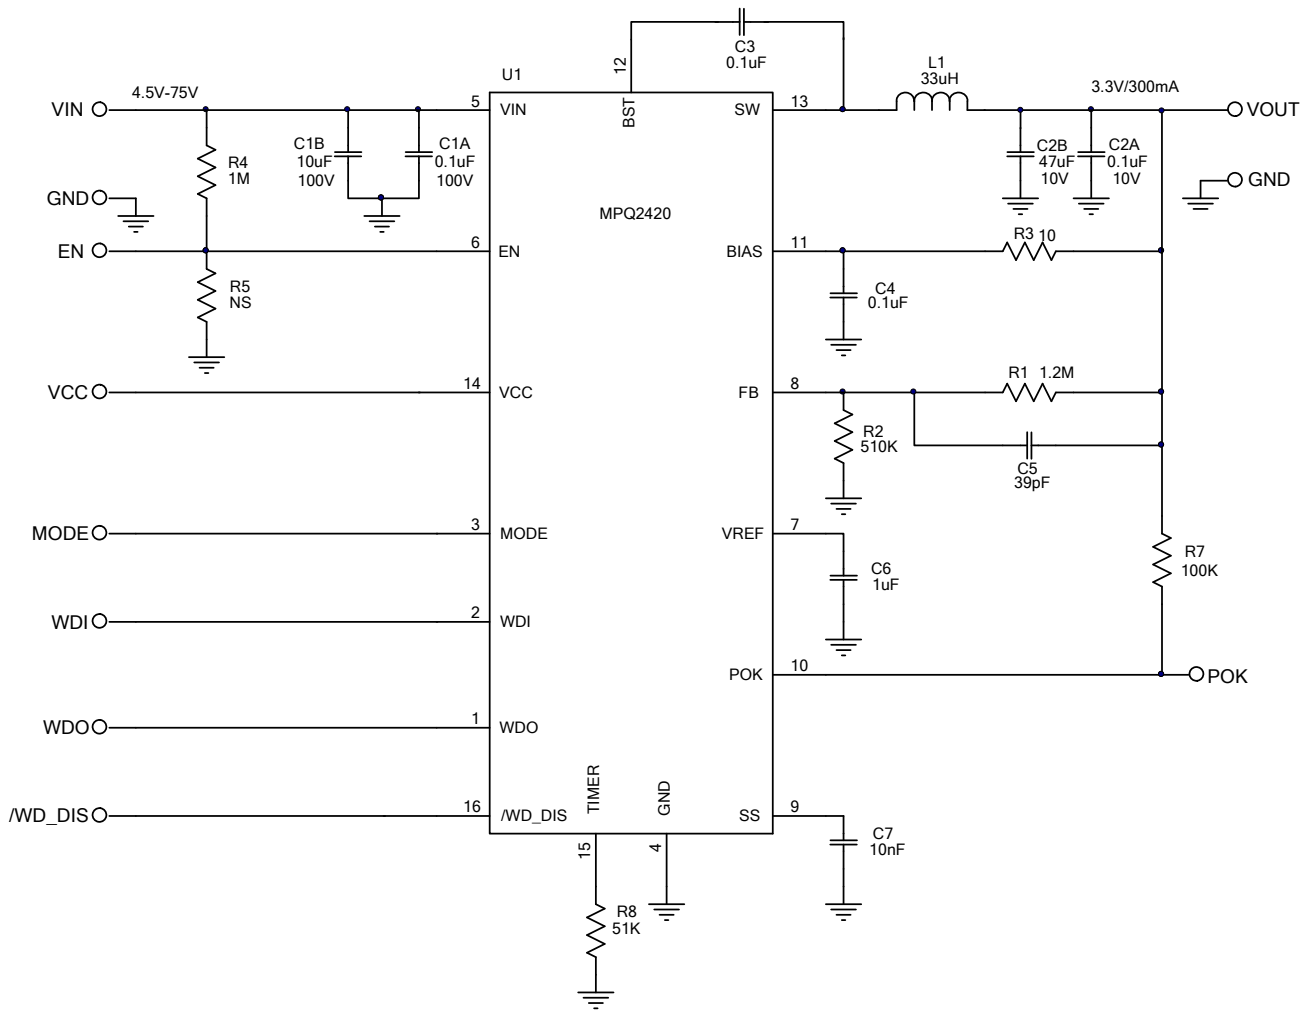 C3
0.1uF
12
U1
L1
33uH
4.5V-75V
3.3V/300mA
VIN
5
VIN
BST
SW
13
VOUT
C1B
10uF
100V
C1A
0.1uF
100V
C2B
47uF
10V
C2A
0.1uF
10V
R4
1M
GND
GND
MPQ2420
EN
6
EN
BIAS
11
R3 10
R5
NS
C4
0.1uF
VCC
14
VCC
FB
8
R1 1.2M
R2
510K
C5
39pF
MODE
3
MODE
VREF
7
C6
1uF
R7
100K
WDI
2
WDI
POK
10
POK
WDO
1
WDO
TIMER
GND
/WD_DIS
16
/WD_DIS
SS
9
C7
10nF
15
4
R8
51K